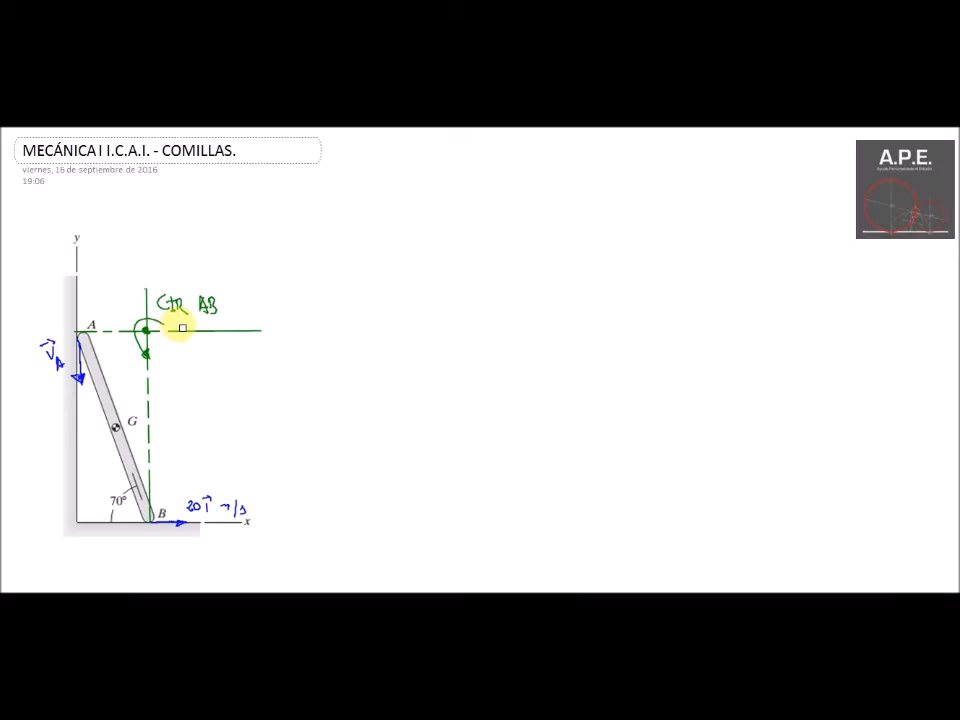 MECÁNICA I I.C.A.I. - COMILLAS.
viernes, 16 de septiembre de 2016
19:06
A.P.E.
y
CIR AB
A
V⃗A
G
70°
B
20 i⃗ m/s
x